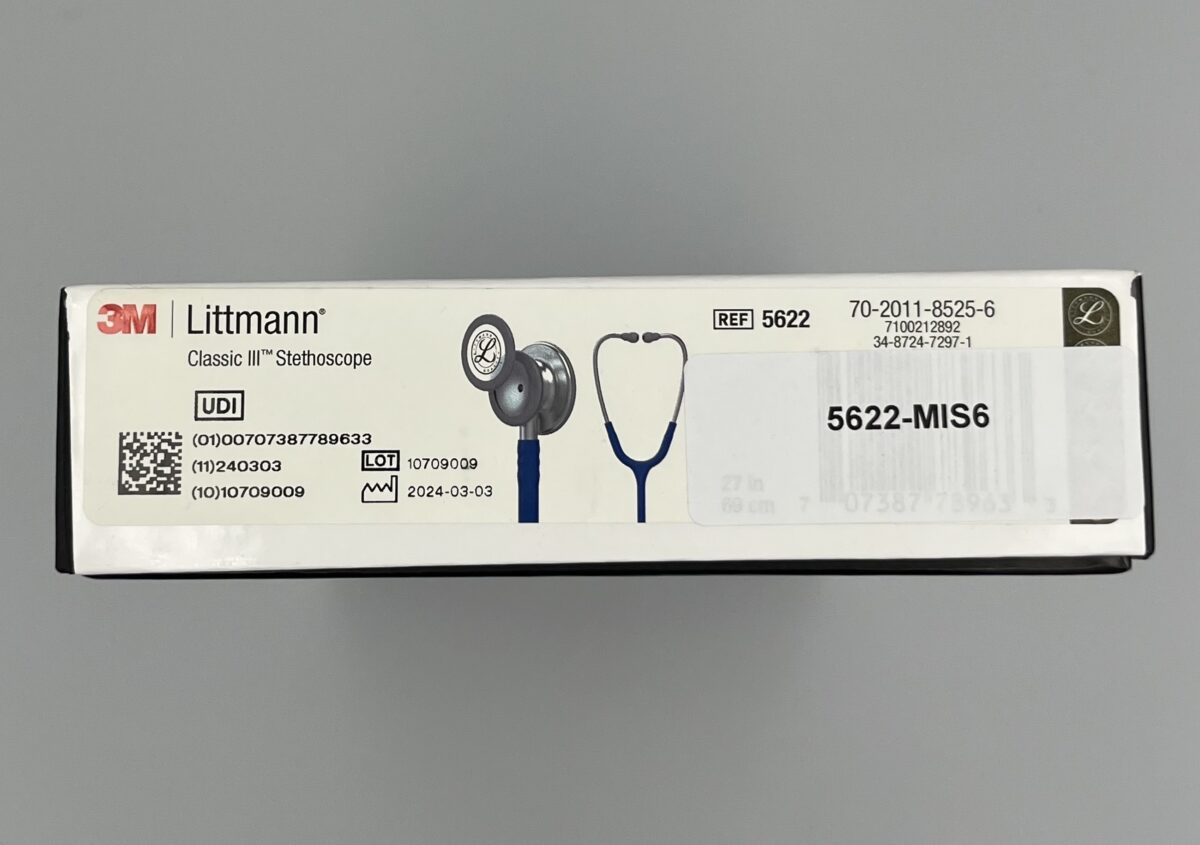 3M Littmann®
Classic III™ Stethoscope
UDI
(01)00707387789633
(11)240303
(10)10709009
LOT 10709009
2024-03-03
REF 5622
70-2011-8525-6
7100212892
34-8724-7297-1
5622-MIS6
27 in
69 cm
7 07387 78963 3